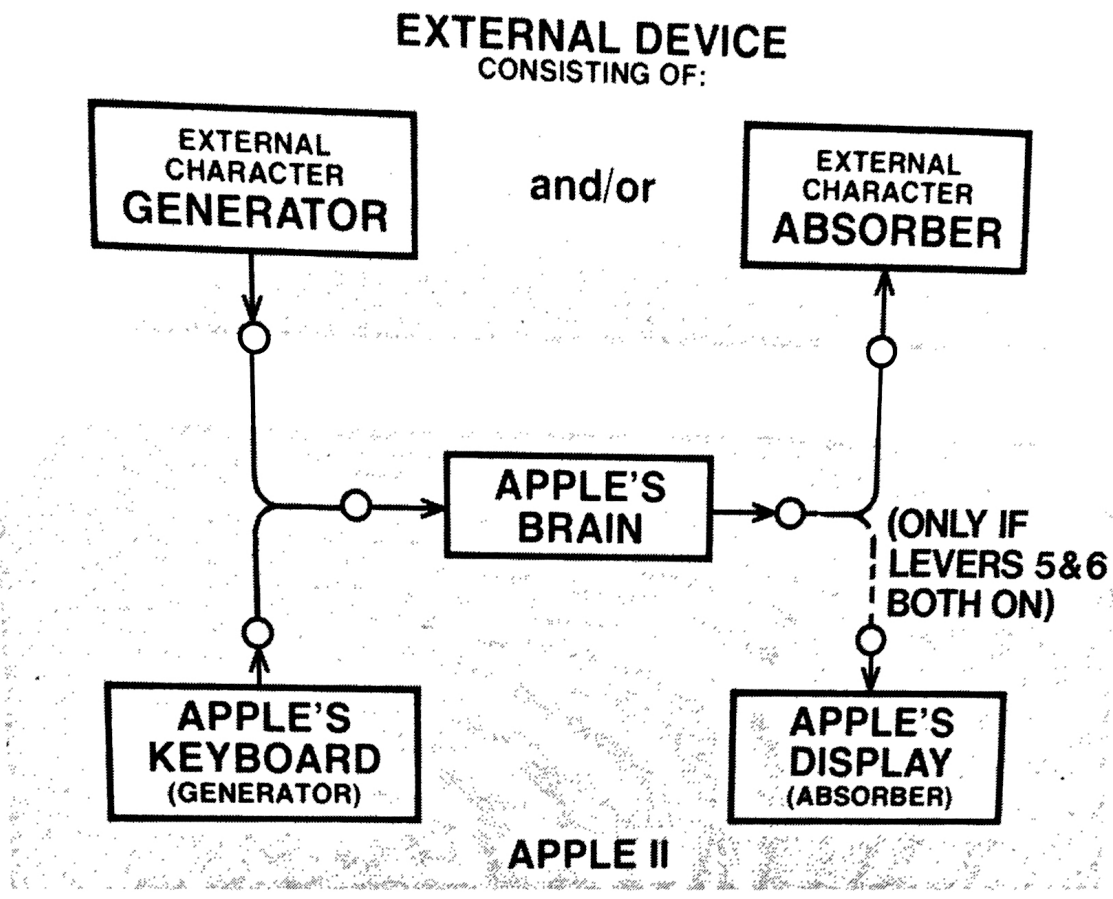 EXTERNAL DEVICE
CONSISTING OF:
EXTERNAL
CHARACTER
GENERATOR
and/or
EXTERNAL
CHARACTER
ABSORBER
APPLE'S
BRAIN
(ONLY IF
LEVERS 5&6
BOTH ON)
APPLE'S
KEYBOARD
(GENERATOR)
APPLE'S
DISPLAY
(ABSORBER)
APPLE II